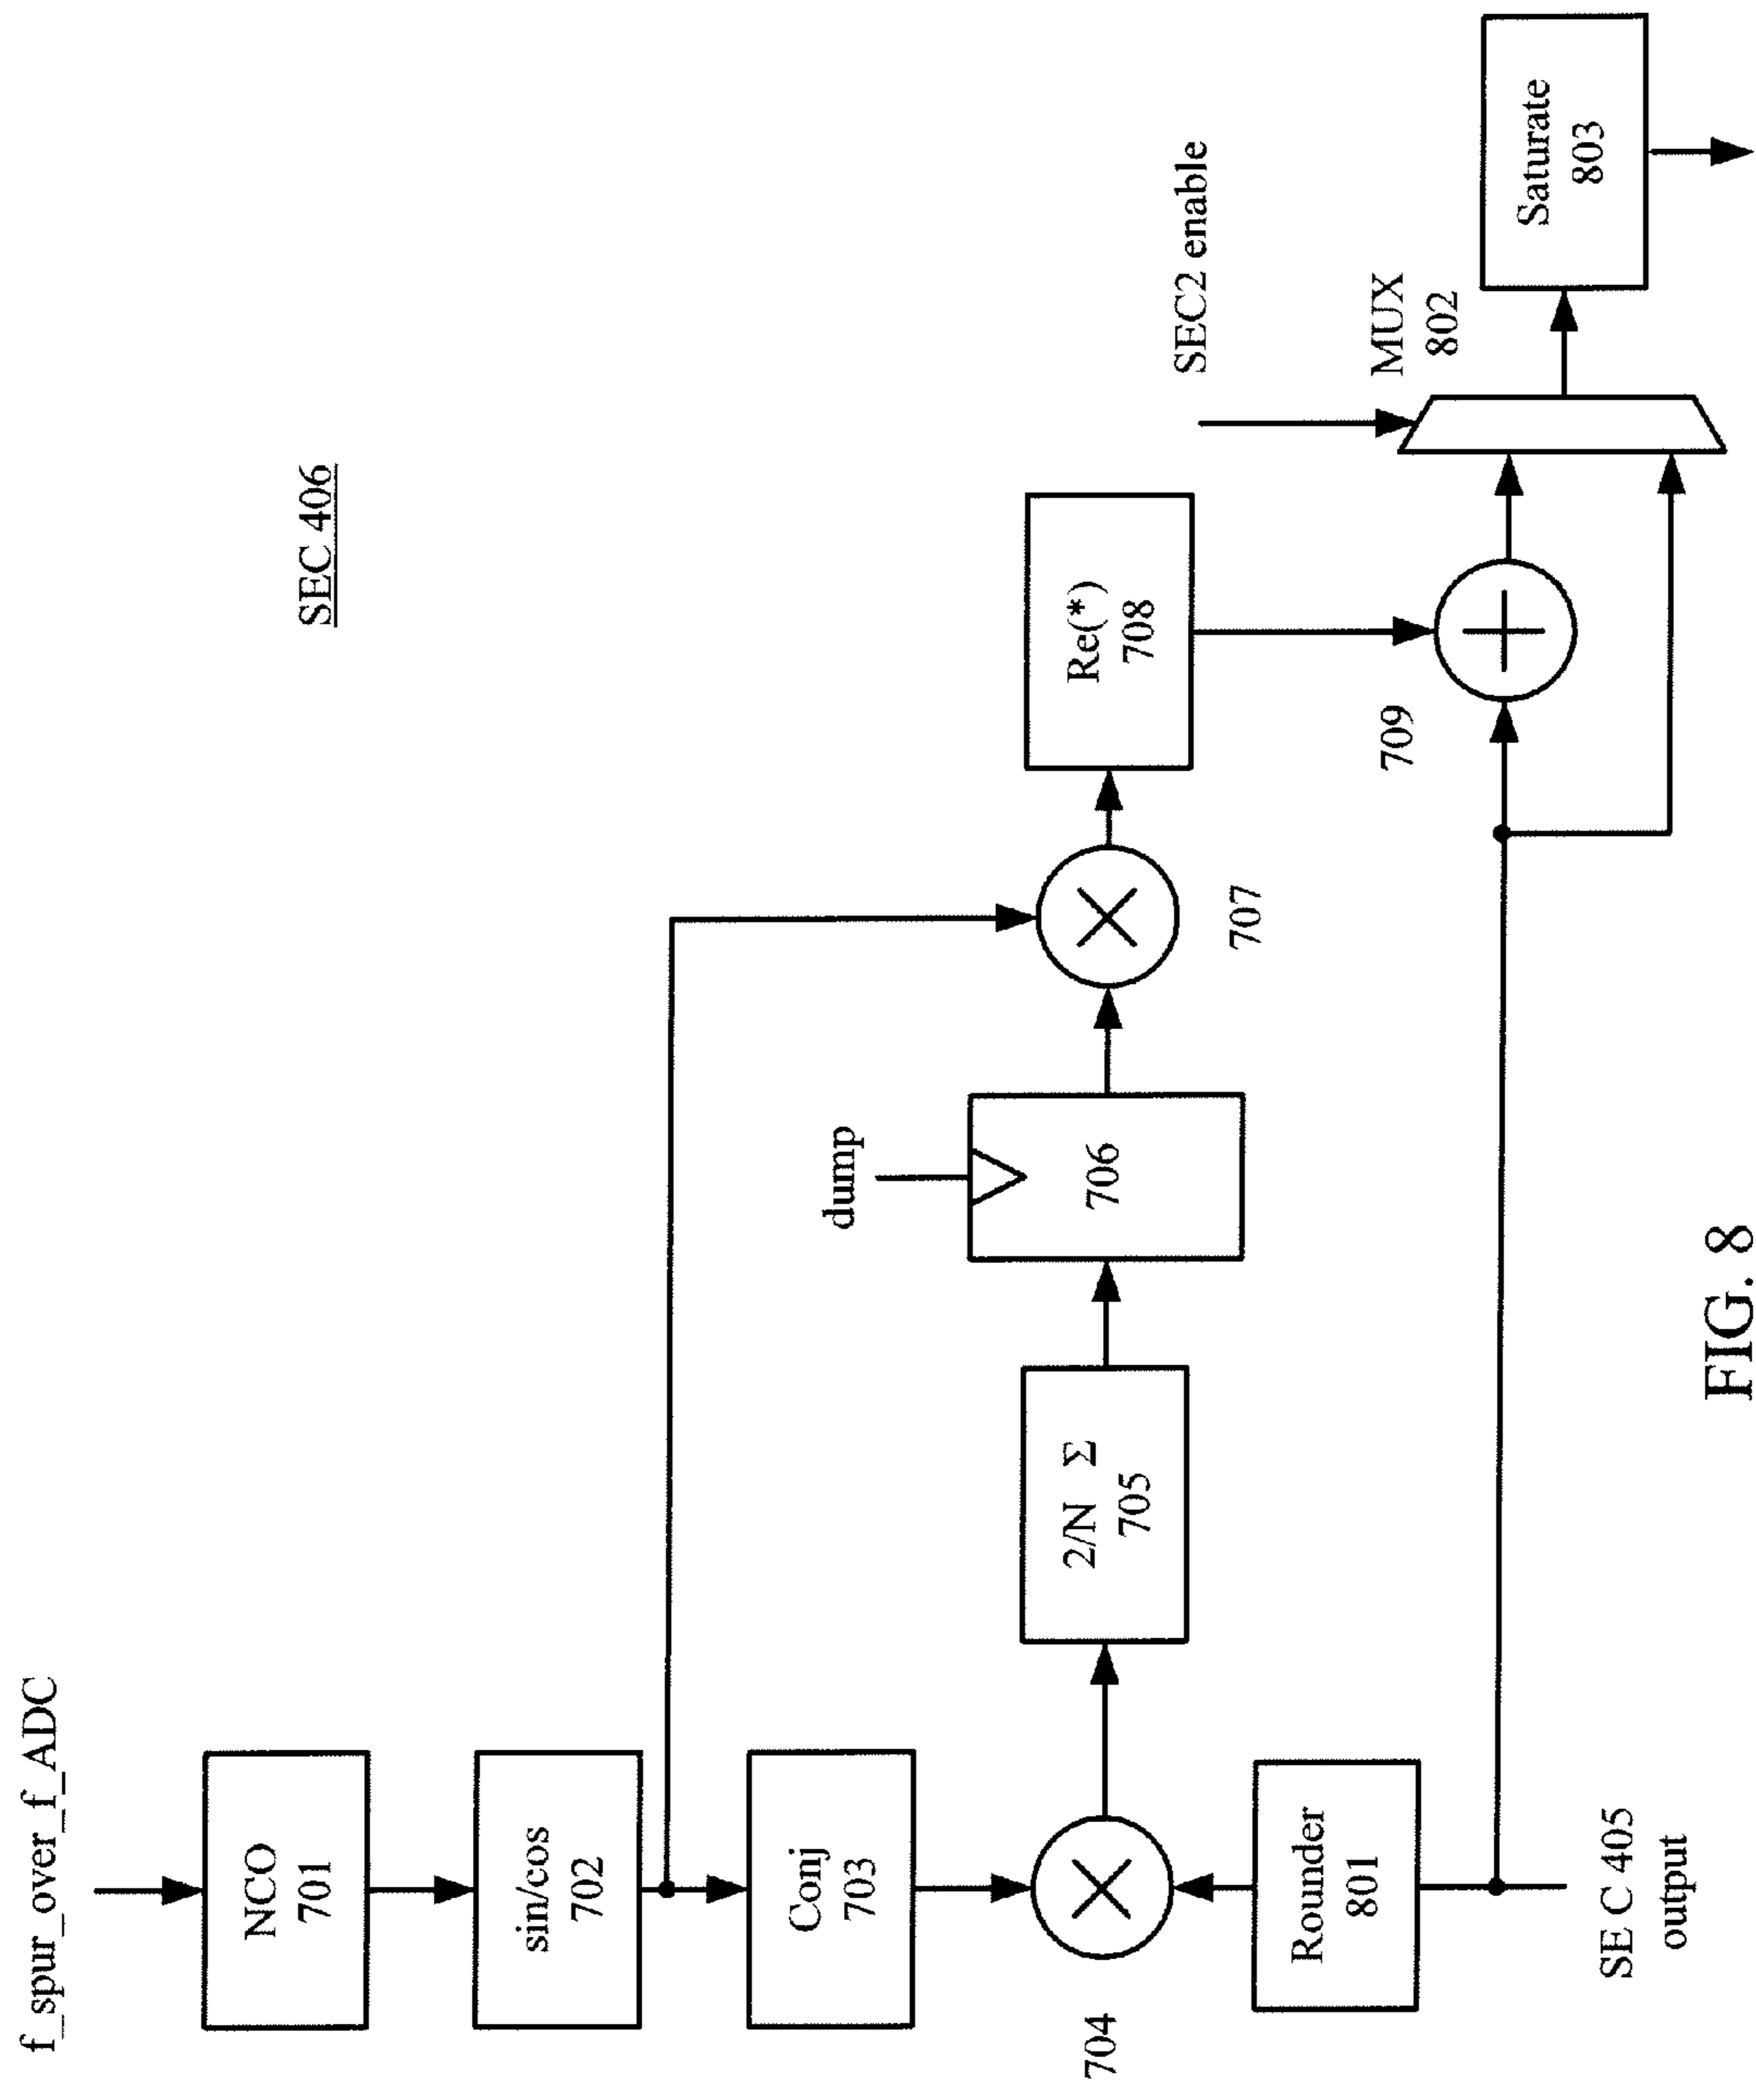 SEC 406
f_spur_over_f_ADC
NCO
701
sin/cos
702
Conj
703
704
Rounder
801
SE C 405
output
2/N Σ
705
dump
706
707
Re(*)
708
709
SEC2 enable
MUX
802
Saturate
803
FIG. 8